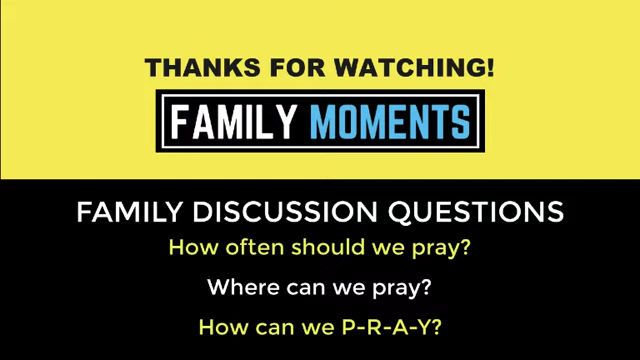 THANKS FOR WATCHING!
FAMILY MOMENTS
FAMILY DISCUSSION QUESTIONS
How often should we pray?
Where can we pray?
How can we P-R-A-Y?